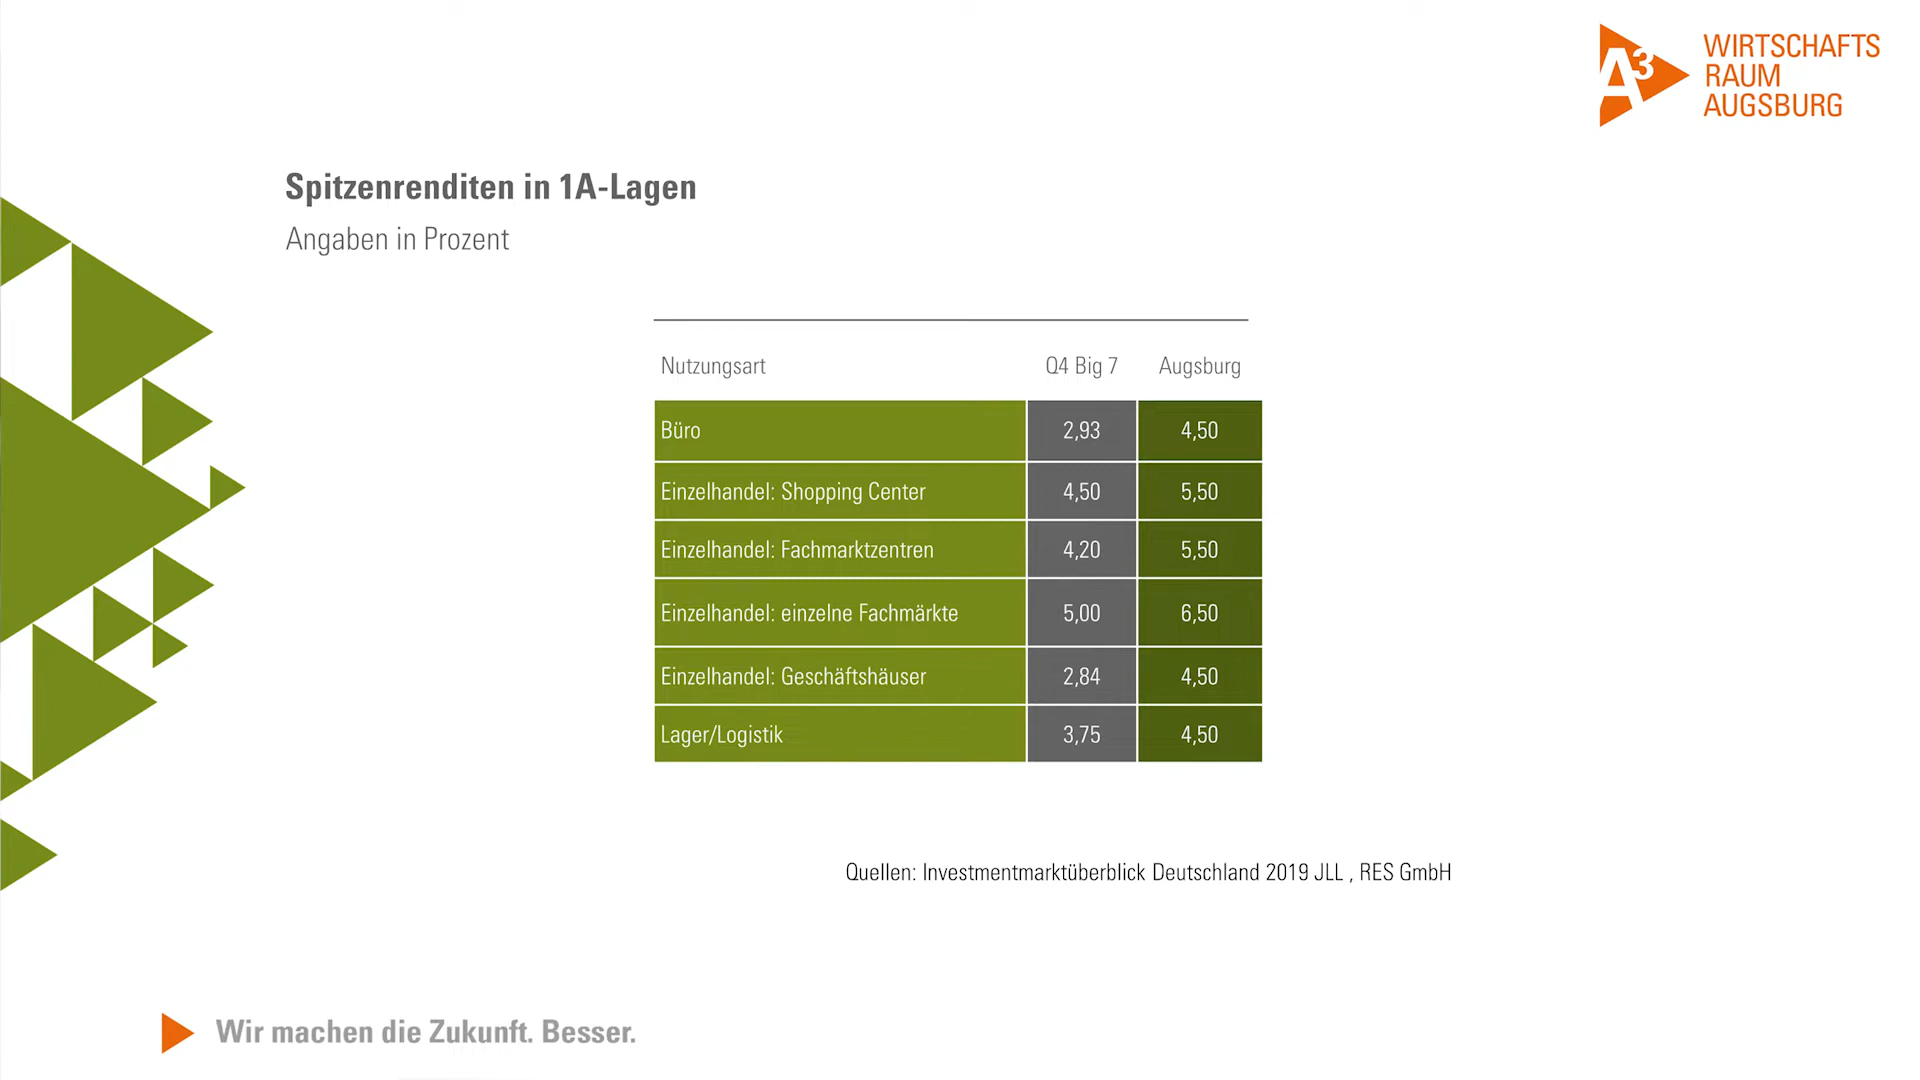 A3
WIRTSCHAFTS
RAUM
AUGSBURG
Spitzenrenditen in 1A-Lagen
Angaben in Prozent
Nutzungsart Q4 Big 7 Augsburg
Büro 2,93 4,50
Einzelhandel: Shopping Center 4,50 5,50
Einzelhandel: Fachmarktzentren 4,20 5,50
Einzelhandel: einzelne Fachmärkte 5,00 6,50
Einzelhandel: Geschäftshäuser 2,84 4,50
Lager/Logistik 3,75 4,50
Quellen: Investmentmarktüberblick Deutschland 2019 JLL , RES GmbH
Wir machen die Zukunft. Besser.